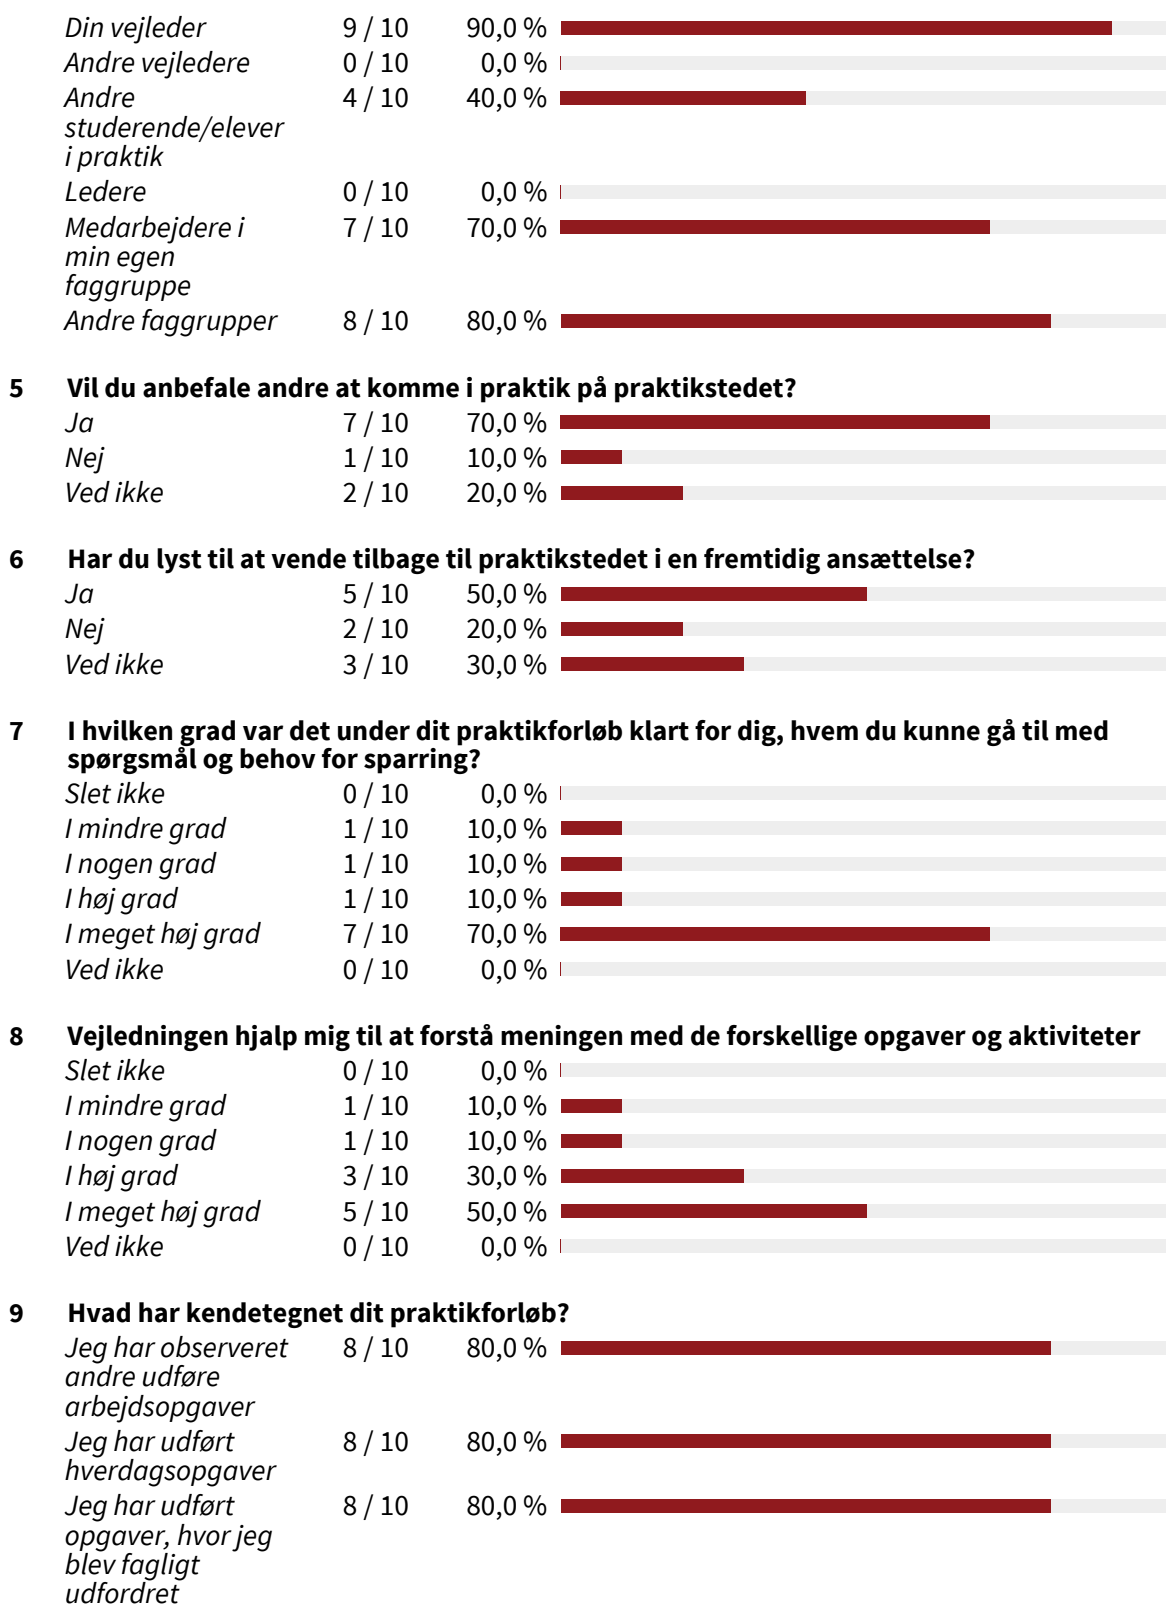 Din vejleder 9 / 10 90,0 %
Andre vejledere 0 / 10 0,0 %
Andre 4 / 10 40,0 %
studerende/elever
i praktik
Ledere 0 / 10 0,0 %
Medarbejdere i 7 / 10 70,0 %
min egen
faggruppe
Andre faggrupper 8 / 10 80,0 %
5 Vil du anbefale andre at komme i praktik på praktikstedet?
Ja 7 / 10 70,0 %
Nej 1 / 10 10,0 %
Ved ikke 2 / 10 20,0 %
6 Har du lyst til at vende tilbage til praktikstedet i en fremtidig ansættelse?
Ja 5 / 10 50,0 %
Nej 2 / 10 20,0 %
Ved ikke 3 / 10 30,0 %
7 I hvilken grad var det under dit praktikforløb klart for dig, hvem du kunne gå til med
spørgsmål og behov for sparring?
Slet ikke 0 / 10 0,0 %
I mindre grad 1 / 10 10,0 %
I nogen grad 1 / 10 10,0 %
I høj grad 1 / 10 10,0 %
I meget høj grad 7 / 10 70,0 %
Ved ikke 0 / 10 0,0 %
8 Vejledningen hjalp mig til at forstå meningen med de forskellige opgaver og aktiviteter
Slet ikke 0 / 10 0,0 %
I mindre grad 1 / 10 10,0 %
I nogen grad 1 / 10 10,0 %
I høj grad 3 / 10 30,0 %
I meget høj grad 5 / 10 50,0 %
Ved ikke 0 / 10 0,0 %
9 Hvad har kendetegnet dit praktikforløb?
Jeg har observeret 8 / 10 80,0 %
andre udføre
arbejdsopgaver
Jeg har udført 8 / 10 80,0 %
hverdagsopgaver
Jeg har udført 8 / 10 80,0 %
opgaver, hvor jeg
blev fagligt
udfordret